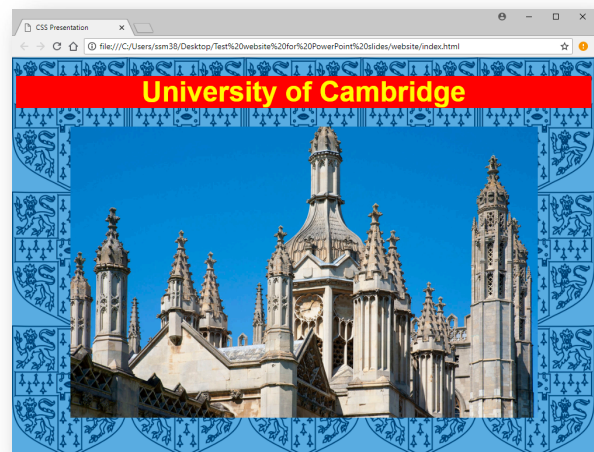 CSS Presentation
file:///C:/Users/ssm38/Desktop/Test%20website%20for%20PowerPoint%20slides/website/index.html
University of Cambridge